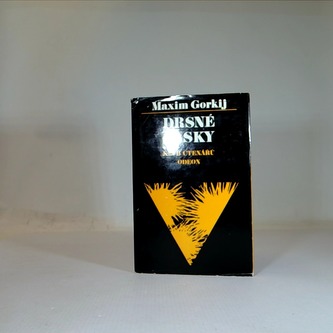 Maxim Gorkij
DRSNÉ
ČTENÁŘŮ
ODEON